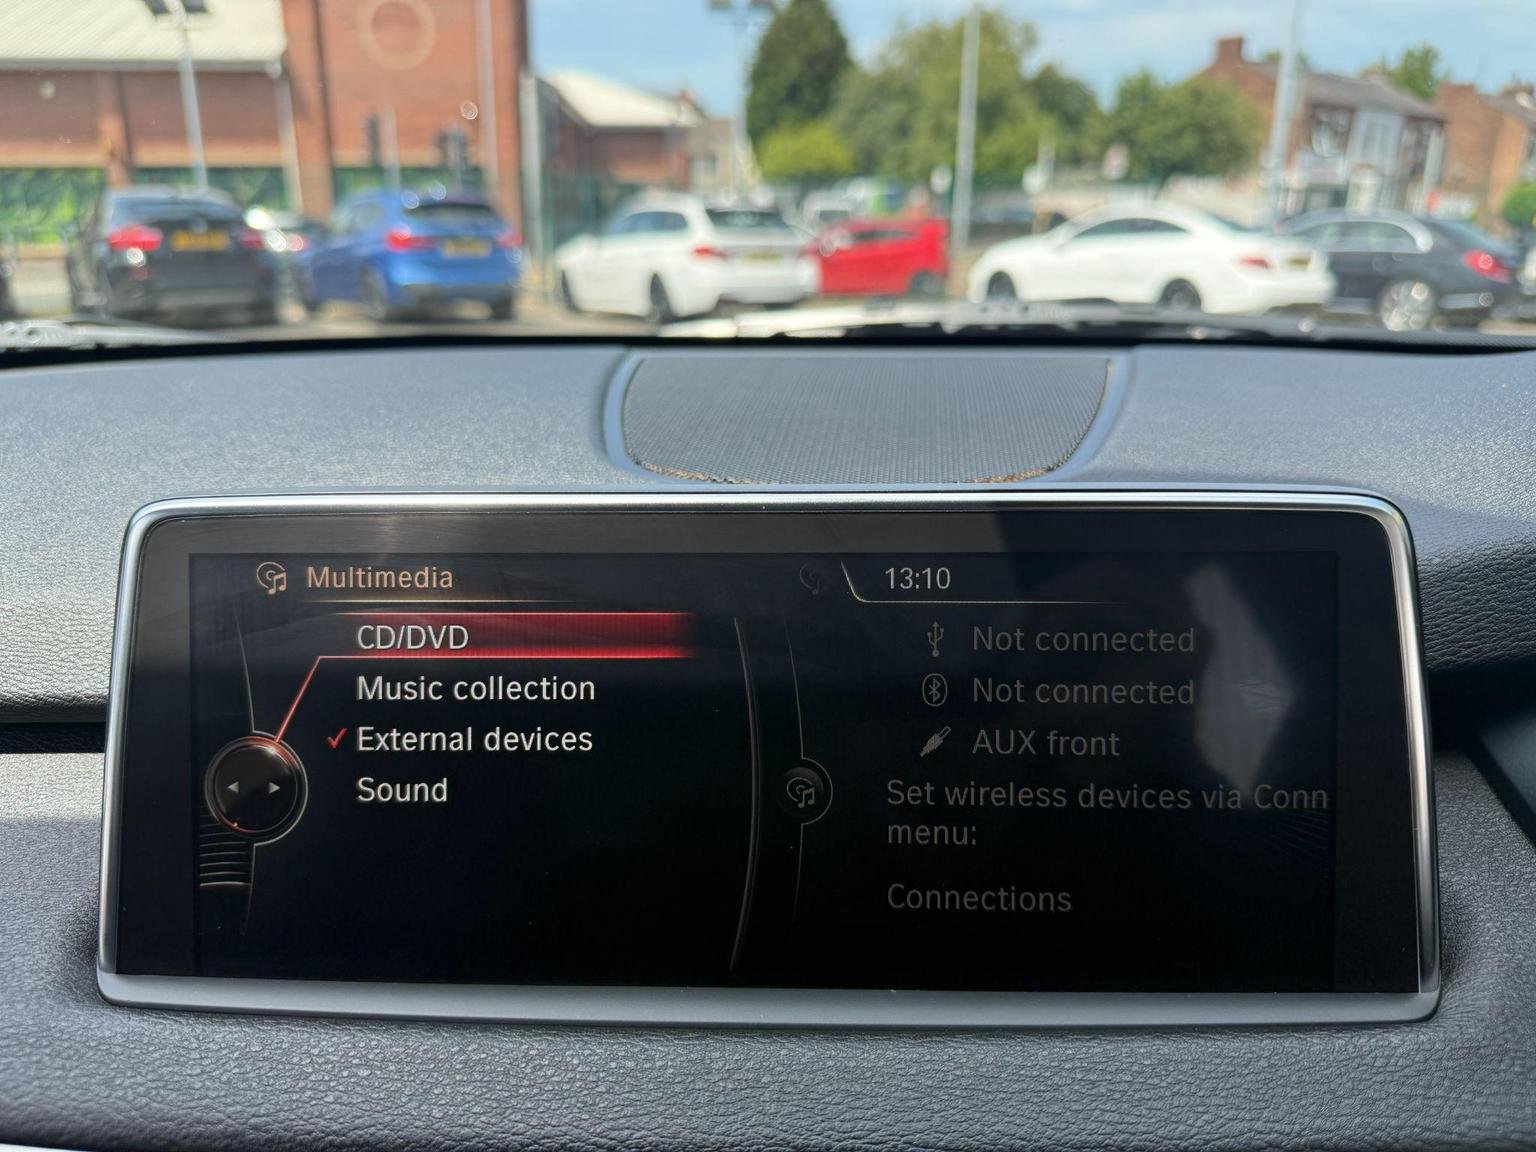 Multimedia
13:10
CD/DVD
Music collection
External devices
Sound
Not connected
Not connected
AUX front
Set wireless devices via Conn
menu:
Connections